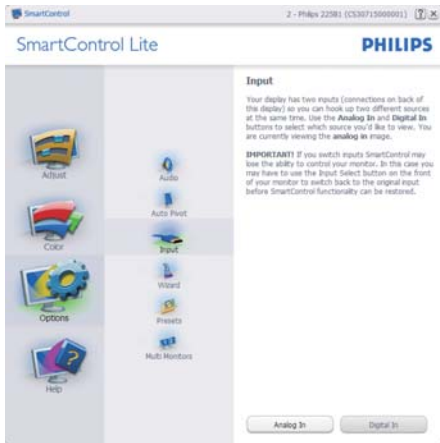 SmartControl
2 - Philips 225B1 (CS30715000001)
SmartControl Lite
PHILIPS
Adjust
Color
Options
Help
Audio
Auto Pivot
Input
Wizard
Presets
Multi Monitors
Input
Your display has two inputs (connections on back of
this display) so you can hook up two different sources
at the same time. Use the Analog In and Digital In
buttons to select which source you'd like to view. You
are currently viewing the analog in image.
IMPORTANT! If you switch inputs SmartControl may
lose the ability to control your monitor. In this case you
may have to use the Input Select button on the front
of your monitor to switch back to the original input
before SmartControl functionality can be restored.
Analog In
Digital In